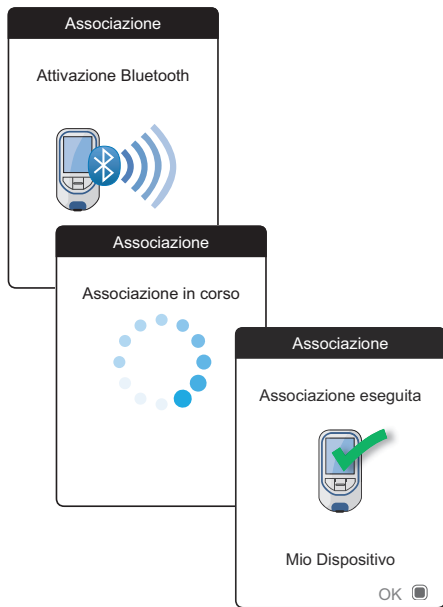 Associazione
Attivazione Bluetooth
Associazione
Associazione in corso
Associazione
Associazione eseguita
Mio Dispositivo
OK